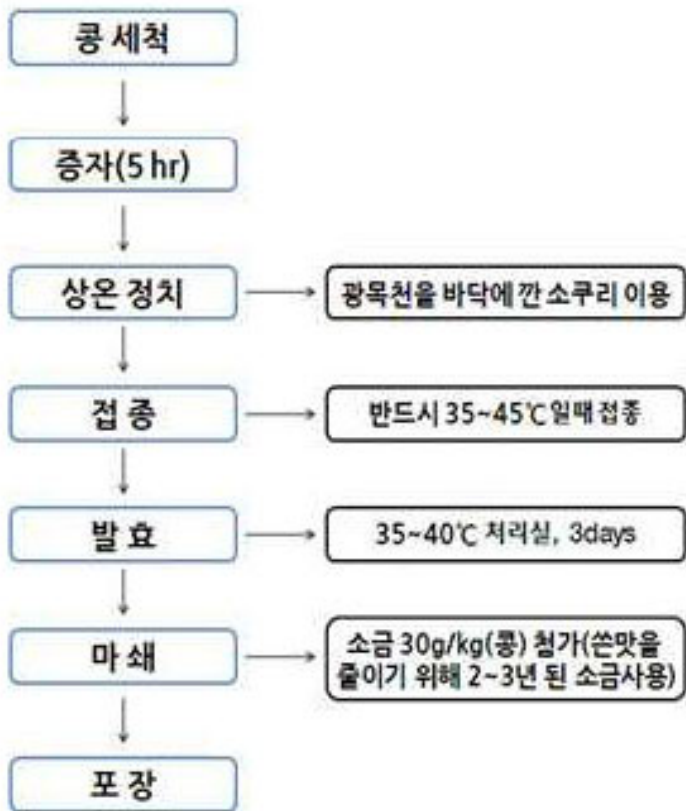 콩 세척
증자(5 hr)
상온 정치
광목천을 바닥에 깐 소쿠리 이용
접 종
반드시 35~45℃일때 접종
발 효
35~40℃ 처리실, 3days
마 쇄
소금 30g/kg(콩) 첨가(쓴맛을
줄이기 위해 2~3년 된 소금사용)
포 장